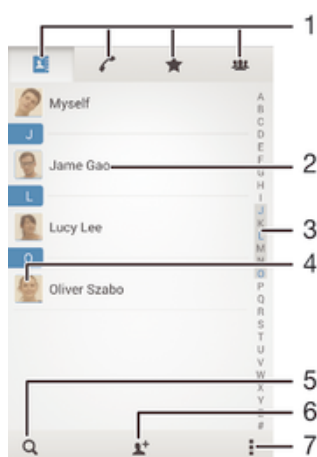 1
Myself
J
Jame Gao
2
L
Lucy Lee
3
O
4
Oliver Szabo
A
B
C
D
E
F
G
H
I
J
K
L
M
N
O
P
Q
R
S
T
U
V
W
X
Y
#
5
6
7